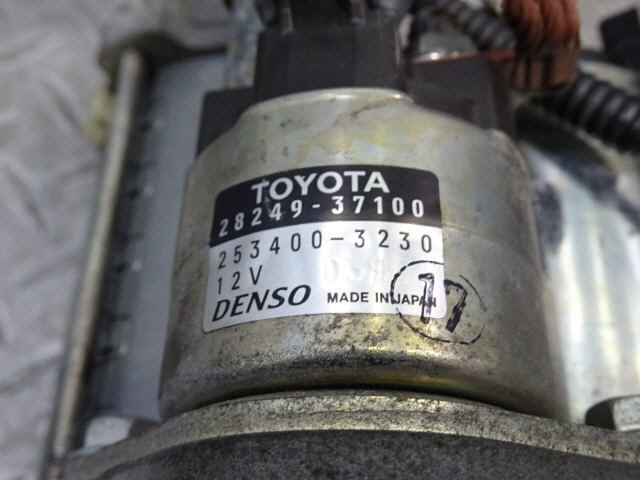 TOYOTA
28249-37100
253400-3230
12V
DENSO MADE IN JAPAN
17